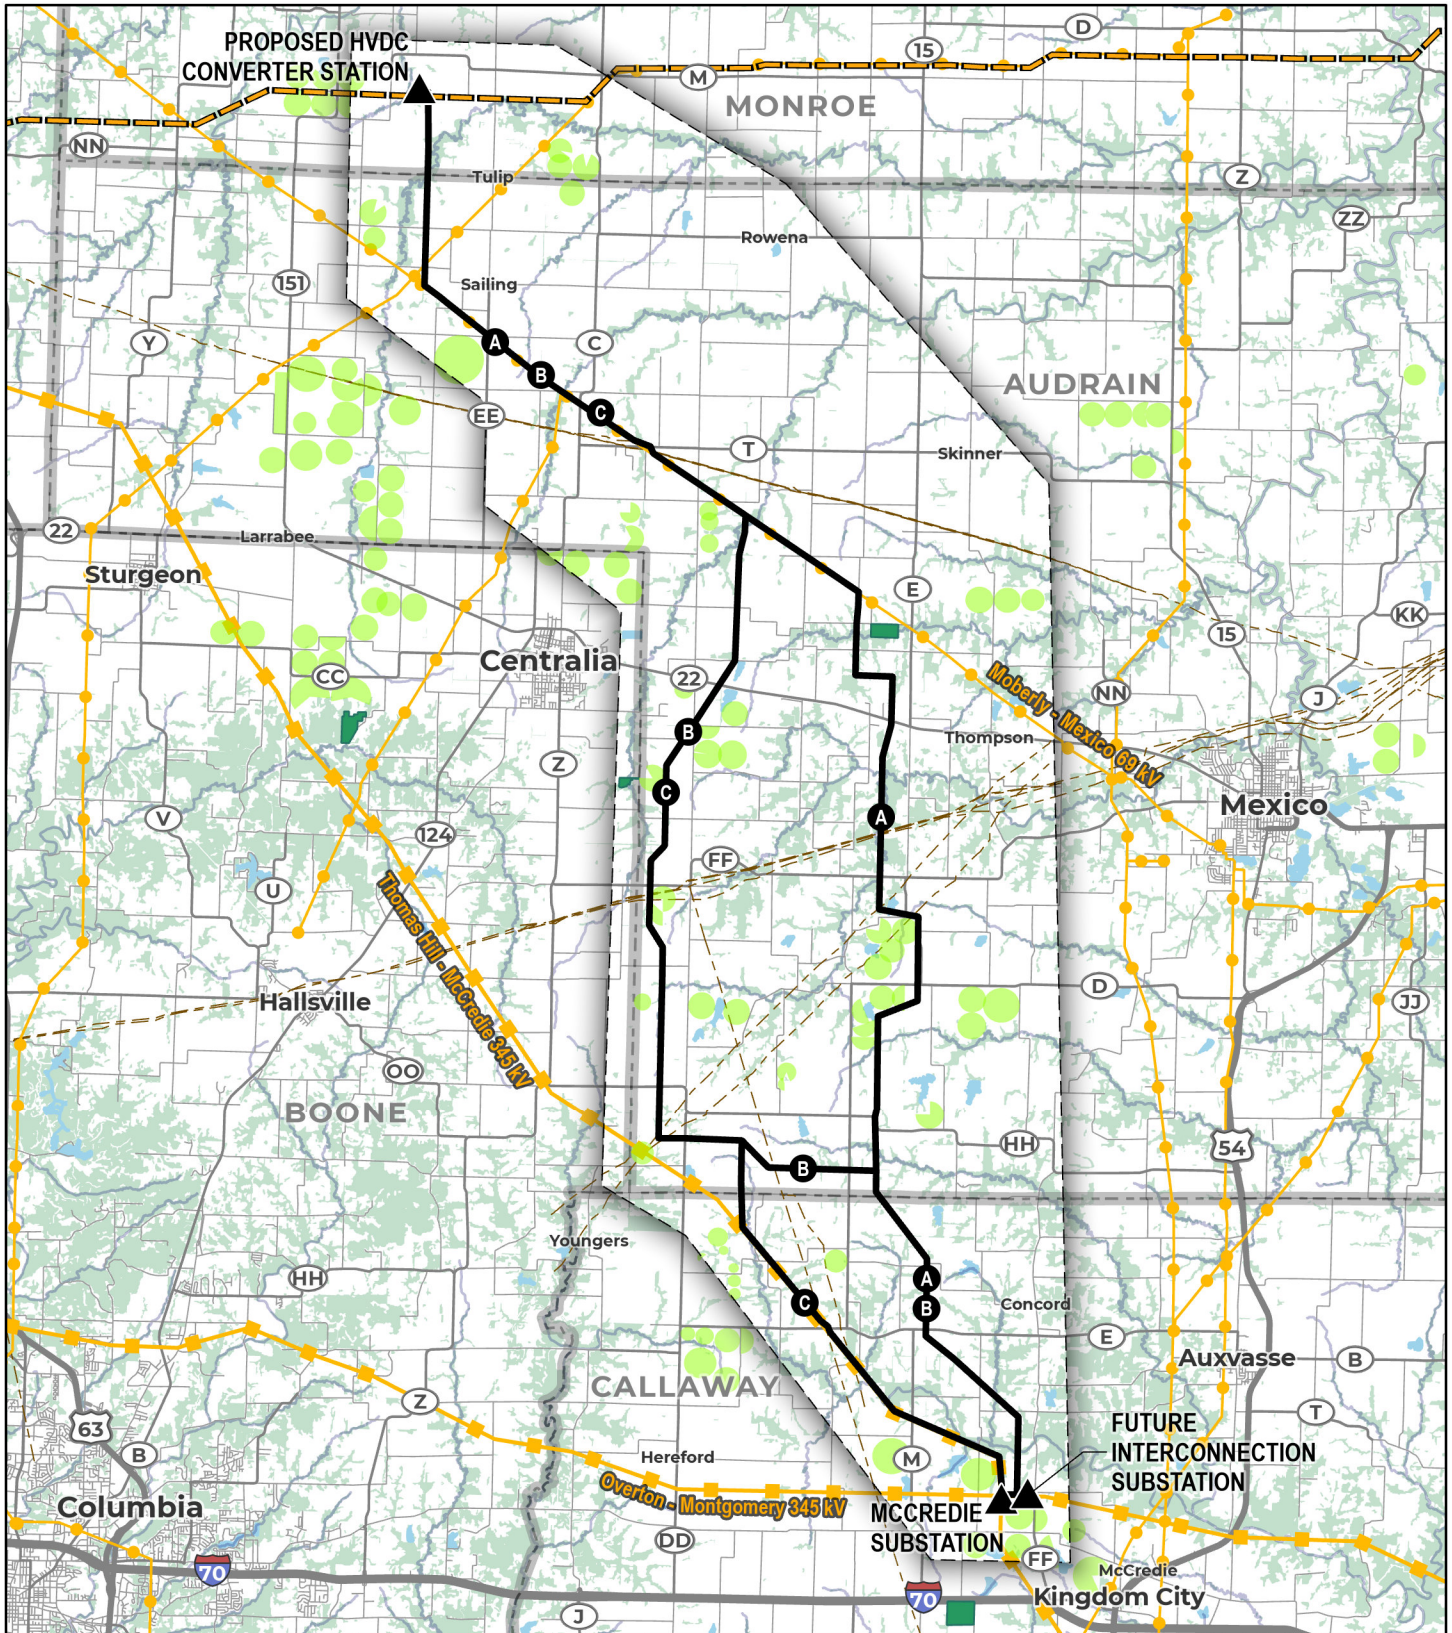 PROPOSED HVDC
CONVERTER STATION
D
15
M
MONROE
NN
Tulip
Z
ZZ
Rowena
151
Sailing
Y
A
C
B
AUDRAIN
C
EE
T
Skinner
22
Larrabee
Sturgeon
E
KK
15
Centralia
CC
22
NN
J
Moberly - Mexico 69 kV
B
Thompson
Z
C
Mexico
V
A
124
FF
U
Thomas Hill - McCredie 345 kV
D
Hallsville
JJ
OO
BOONE
HH
54
B
Youngers
HH
A
C
B
Concord
E
Auxvasse
B
CALLAWAY
Z
T
63
B
FUTURE
INTERCONNECTION
SUBSTATION
Hereford
M
Overton - Montgomery 345 kV
Columbia
MCCREDIE
SUBSTATION
DD
FF
70
McCredie
70
Kingdom City
J